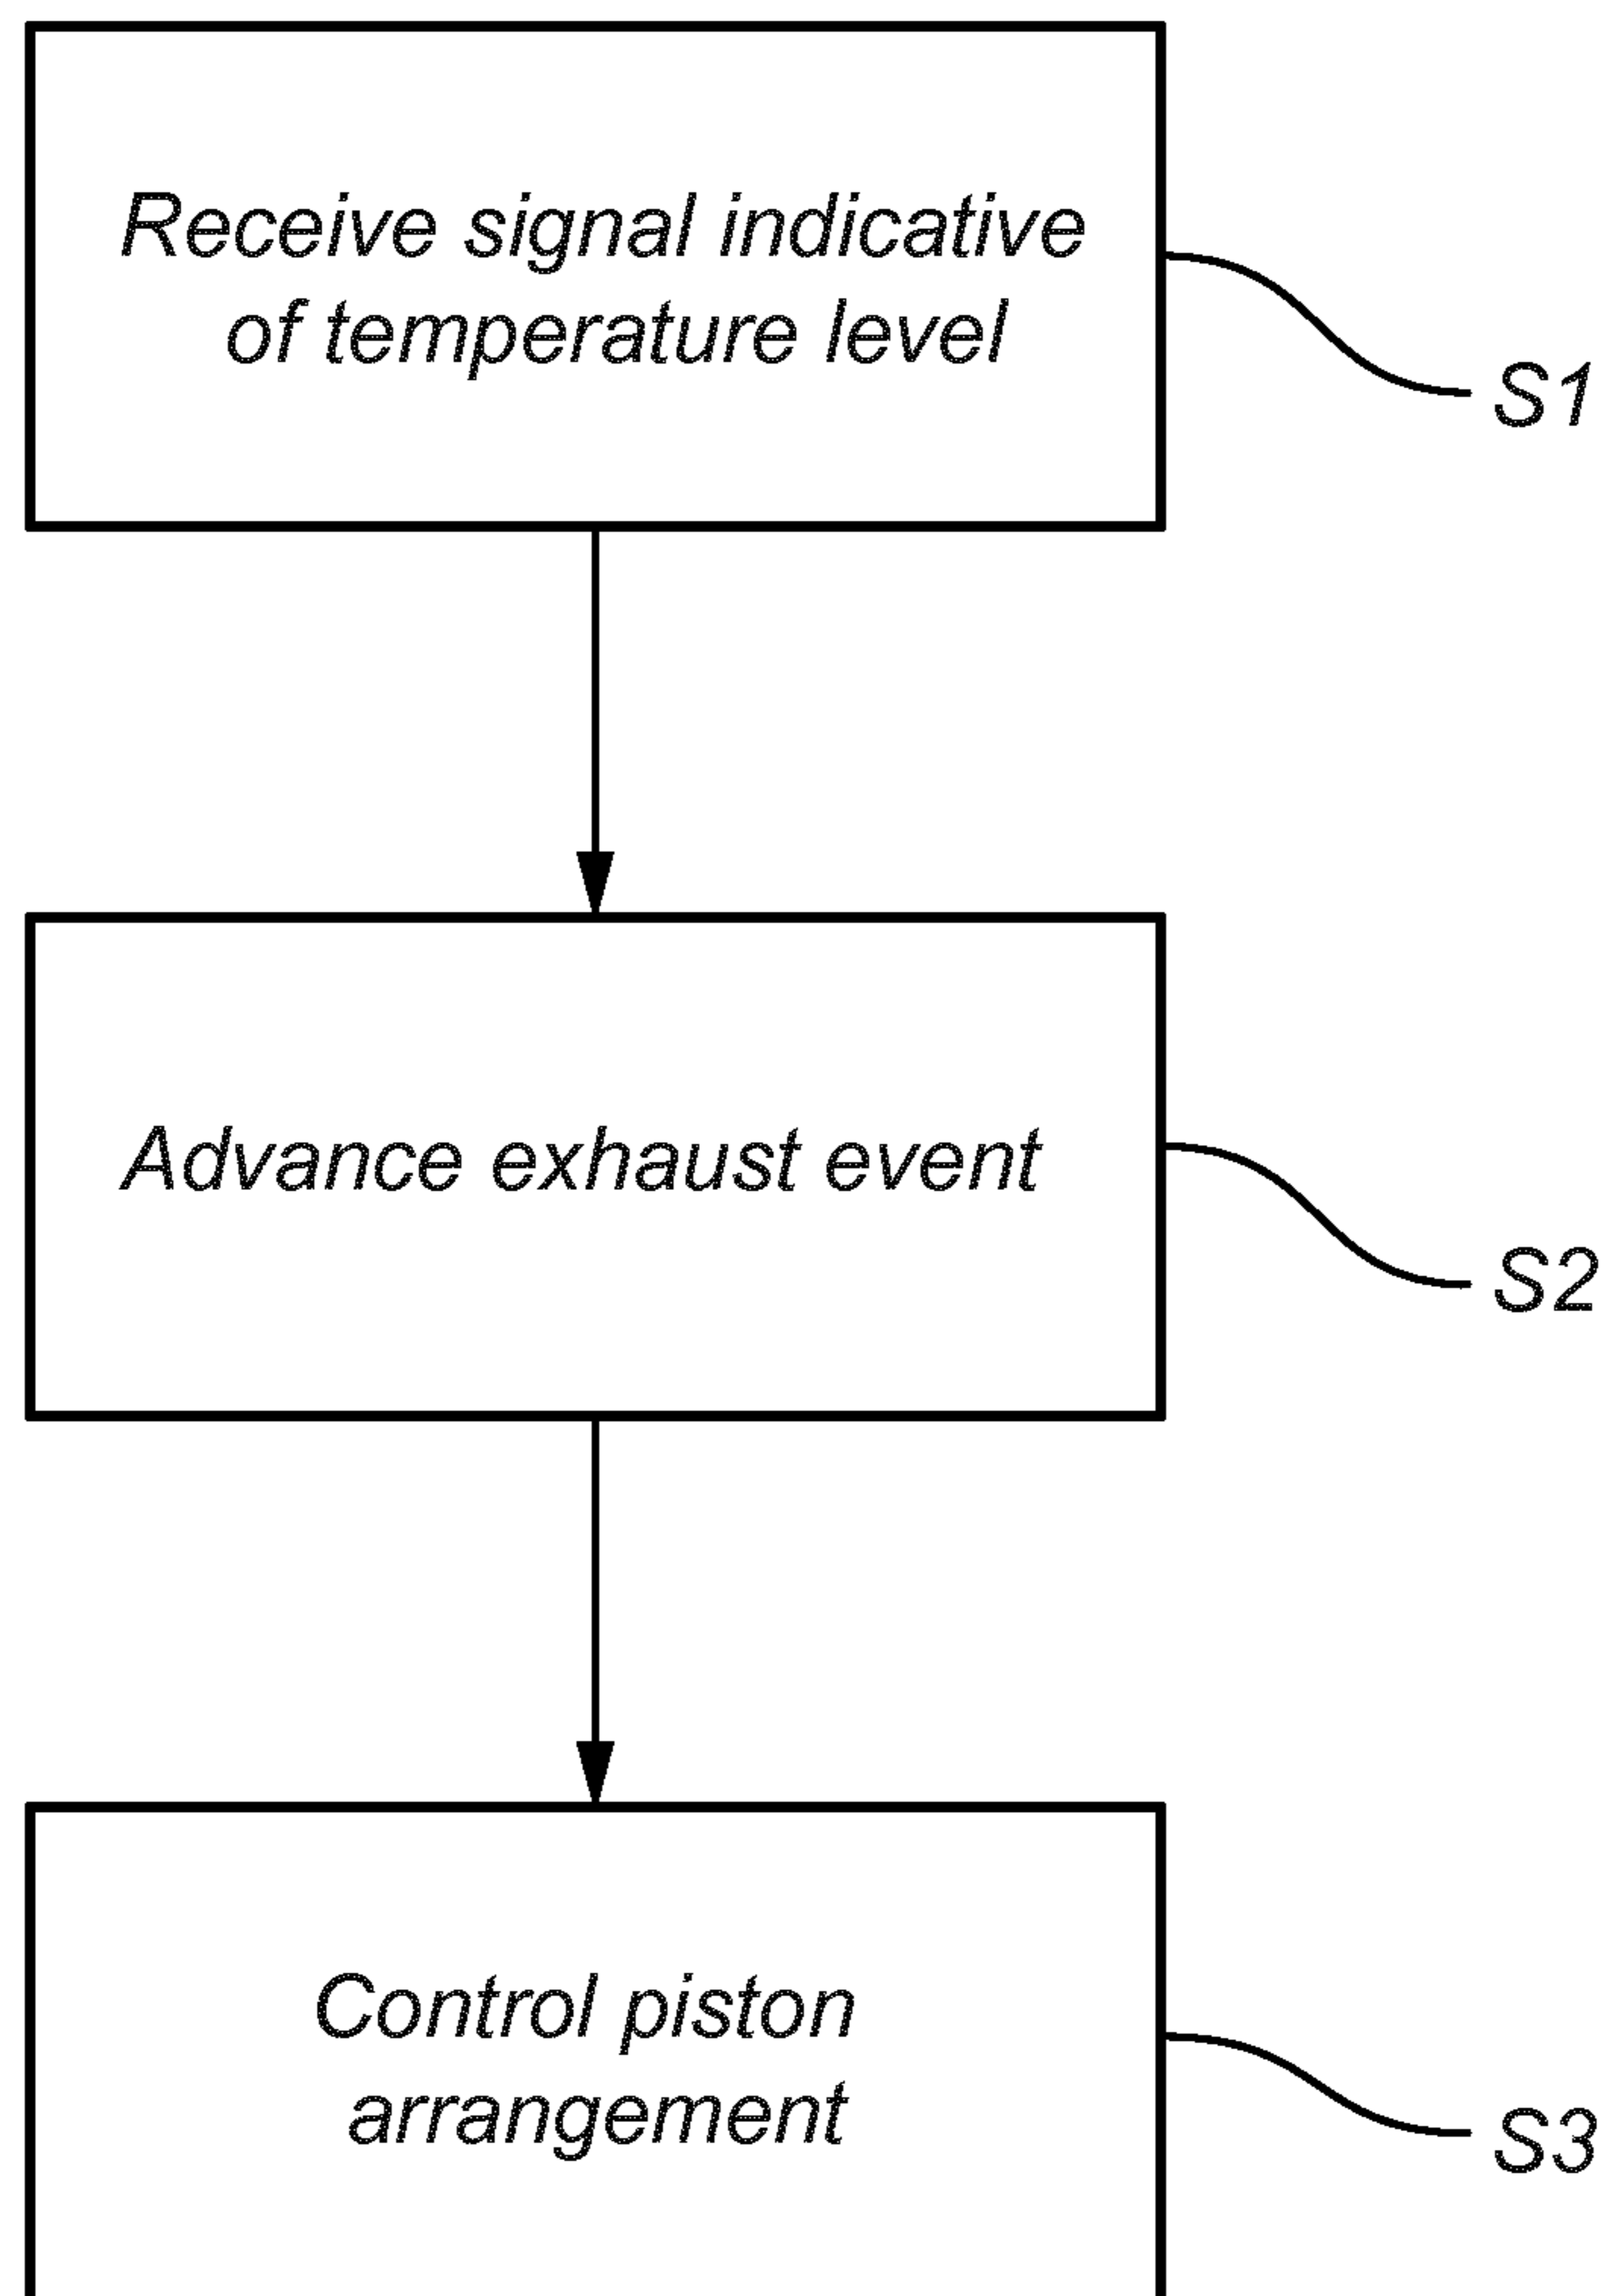 Receive signal indicative
of temperature level
S1
Advance exhaust event
S2
Control piston
arrangement
S3